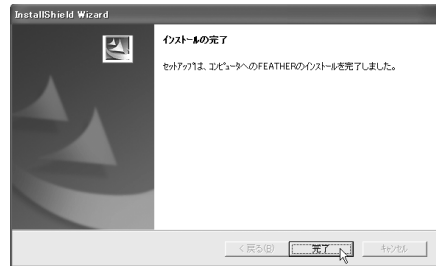 InstallShield Wizard
インストールの完了
セットアップは、コンピュータへのFEATHERのインストールを完了しました。
< 戻る(B)
完了
キャンセル